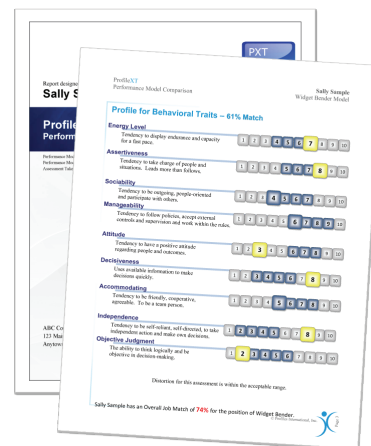 PXT
Report designe
Sally S
Profile
Perform
Performance Mo
Performance Mod
Assessment Take
ABC Co
123 Mai
Anytow
ProfileXT
Performance Model Comparison
Sally Sample
Widget Bender Model
Profile for Behavioral Traits – 61% Match
Energy Level
Tendency to display endurance and capacity
for a fast pace.
1 2 3 4 5 6 7 8 9 10
Assertiveness
Tendency to take charge of people and
situations. Leads more than follows.
1 2 3 4 5 6 7 8 9 10
Sociability
Tendency to be outgoing, people-oriented
and participate with others.
1 2 3 4 5 6 7 8 9 10
Manageability
Tendency to follow policies, accept external
controls and supervision and work within the rules.
1 2 3 4 5 6 7 8 9 10
Attitude
Tendency to have a positive attitude
regarding people and outcomes.
1 2 3 4 5 6 7 8 9 10
Decisiveness
Uses available information to make
decisions quickly.
1 2 3 4 5 6 7 8 9 10
Accommodating
Tendency to be friendly, cooperative,
agreeable. To be a team person.
1 2 3 4 5 6 7 8 9 10
Independence
Tendency to be self-reliant, self-directed, to take
independent action and make own decisions.
1 2 3 4 5 6 7 8 9 10
Objective Judgment
The ability to think logically and be
objective in decision-making.
1 2 3 4 5 6 7 8 9 10
Distortion for this assessment is within the acceptable range.
Sally Sample has an Overall Job Match of 74% for the position of Widget Bender.
© Profiles International, Inc.